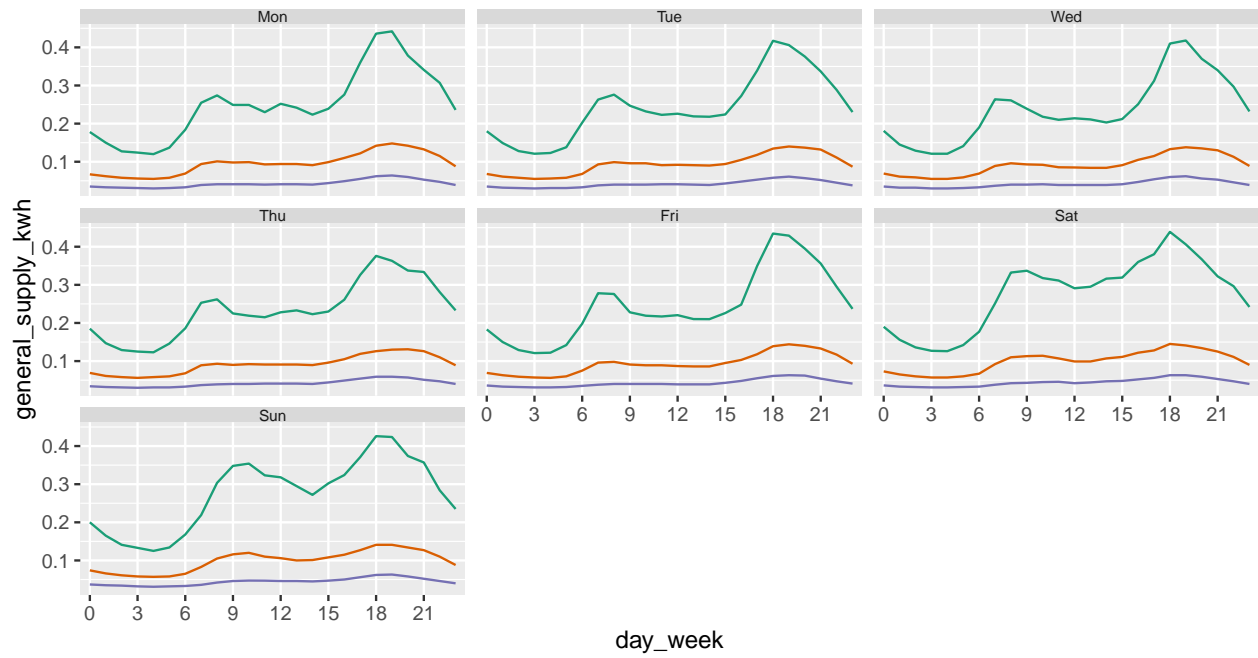 Mon Tue Wed
0.4
0.3
0.2
0.1
Thu Fri Sat
0.4
0.3
0.2
0.1
0 3 6 9 12 15 18 21 0 3 6 9 12 15 18 21
Sun
0.4
0.3
0.2
0.1
0 3 6 9 12 15 18 21
general_supply_kwh
day_week